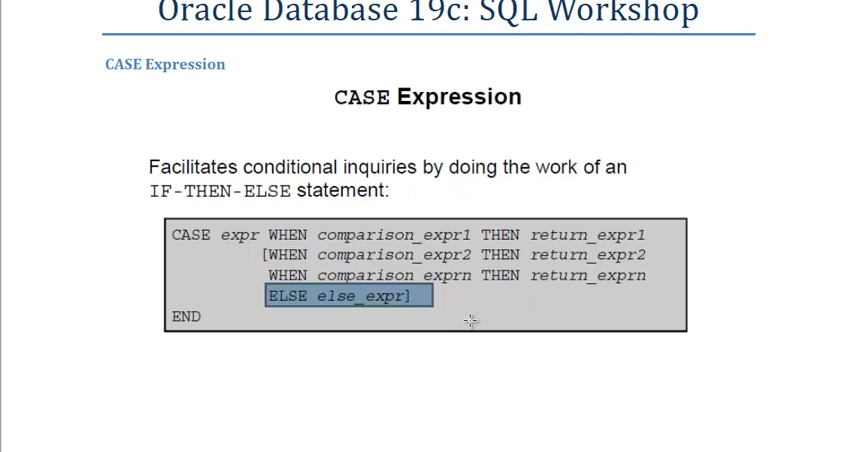 Oracle Database 19c: SQL Workshop
CASE Expression
CASE Expression
Facilitates conditional inquiries by doing the work of an
IF-THEN-ELSE statement:
CASE expr WHEN comparison_expr1 THEN return_expr1
[WHEN comparison_expr2 THEN return_expr2
WHEN comparison_exprn THEN return_exprn
ELSE else_expr]
END